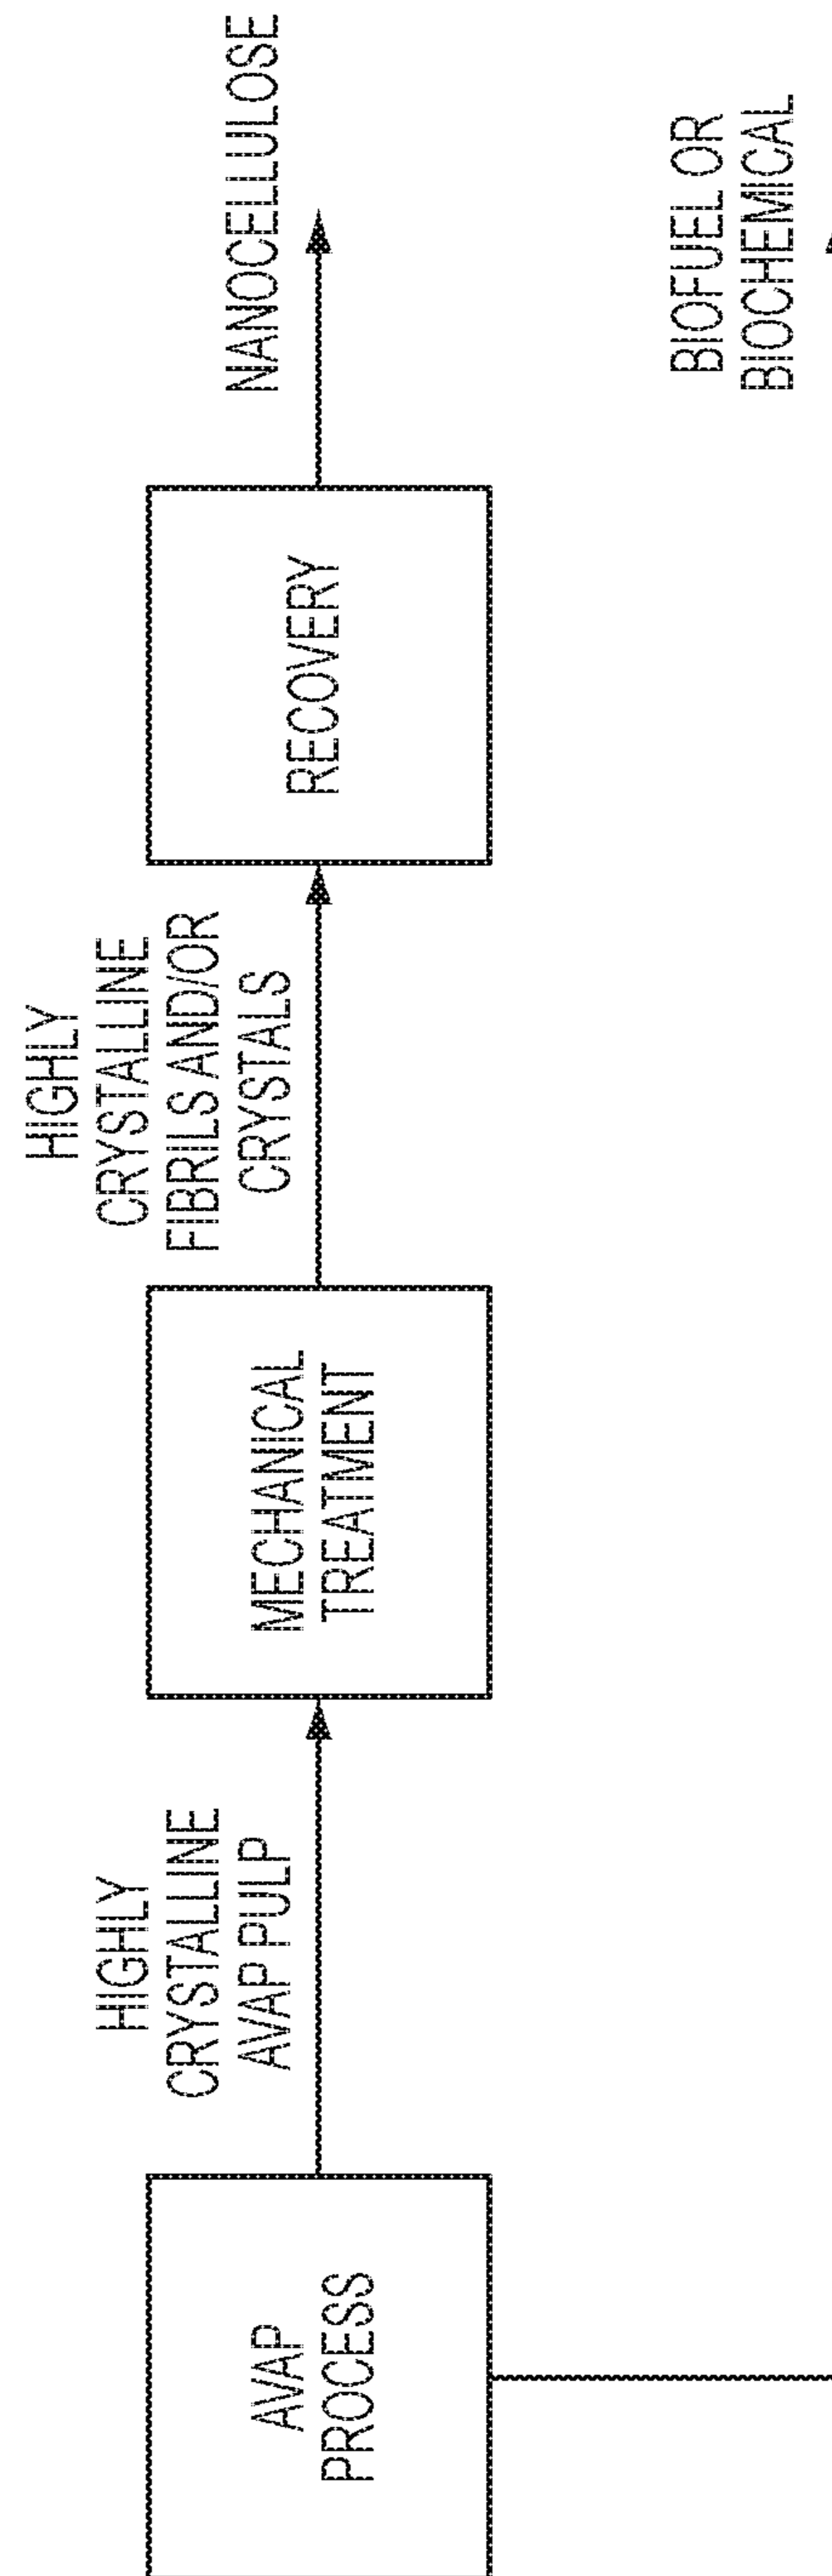 AVAP
PROCESS
HIGHLY
CRYSTALLINE
AVAP PULP
MECHANICAL
TREATMENT
HIGHLY
CRYSTALLINE
FIBRILS AND/OR
CRYSTALS
RECOVERY
NANOCELLULOSE
BIOFUEL OR
BIOCHEMICAL